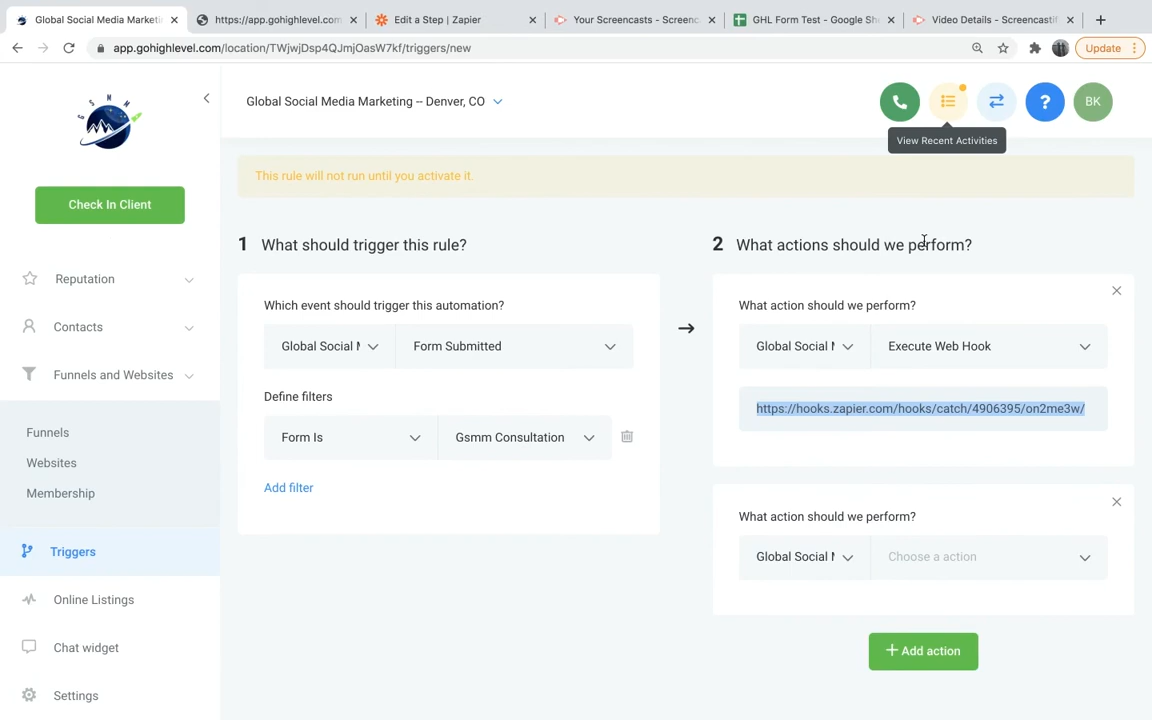 Global Social Media Marketi
https://app.gohighlevel.com/
Edit a Step | Zapier
Your Screencasts - Screenc
GHL Form Test - Google Sh
Video Details - Screencastif
app.gohighlevel.com/location/TWjwjDsp4QJmjOasW7kf/triggers/new
Update
GSMM
Global Social Media Marketing -- Denver, CO
?
BK
View Recent Activities
This rule will not run until you activate it.
Check In Client
Reputation
Contacts
Funnels and Websites
Funnels
Websites
Membership
Triggers
Online Listings
Chat widget
Settings
1 What should trigger this rule?
Which event should trigger this automation?
Global Social M
Form Submitted
Define filters
Form Is
Gsmm Consultation
Add filter
2 What actions should we perform?
What action should we perform?
Global Social M
Execute Web Hook
https://hooks.zapier.com/hooks/catch/4906395/on2me3w/
What action should we perform?
Global Social M
Choose a action
+ Add action